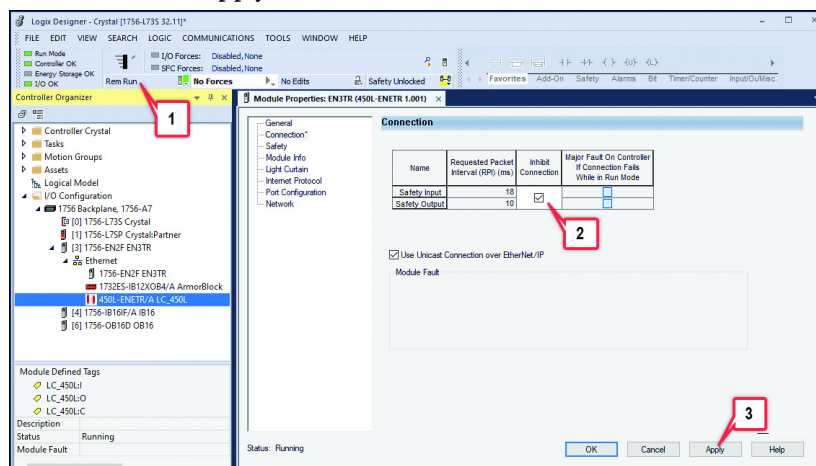 Logix Designer - Crystal [1756-L73S 32.11]*
FILE EDIT VIEW SEARCH LOGIC COMMUNICATIONS TOOLS WINDOW HELP
Run Mode
Controller OK
Energy Storage OK
I/O OK
Rem Run
I/O Forces: Disabled, None
SFC Forces: Disabled, None
No Forces
No Edits
Safety Unlocked
Favorites Add-On Safety Alarms Bit Timer/Counter Input/Ou/Misc.
Controller Organizer
1
Controller Crystal
Tasks
Motion Groups
Assets
Logical Model
I/O Configuration
1756 Backplane, 1756-A7
[0] 1756-L73S Crystal
[1] 1756-L7SP Crystal:Partner
[3] 1756-EN2F EN3TR
Ethernet
1756-EN2F EN3TR
1732ES-IB12XOB4/A ArmorBlock
450L-ENETR/A LC_450L
[4] 1756-IB16IF/A IB16
[6] 1756-OB16D OB16
Module Defined Tags
LC_450L:I
LC_450L:O
LC_450L:C
Description
Status Running
Module Fault
Module Properties: EN3TR (450L-ENETR 1.001)
General
Connection*
Safety
Module Info
Light Curtain
Internet Protocol
Port Configuration
Network
Connection
Name Requested Packet Interval (RPI) (ms) Inhibit Connection Major Fault On Controller If Connection Fails While in Run Mode
Safety Input 18
Safety Output 10
2
Use Unicast Connection over EtherNet/IP
Module Fault
3
Status: Running
OK Cancel Apply Help